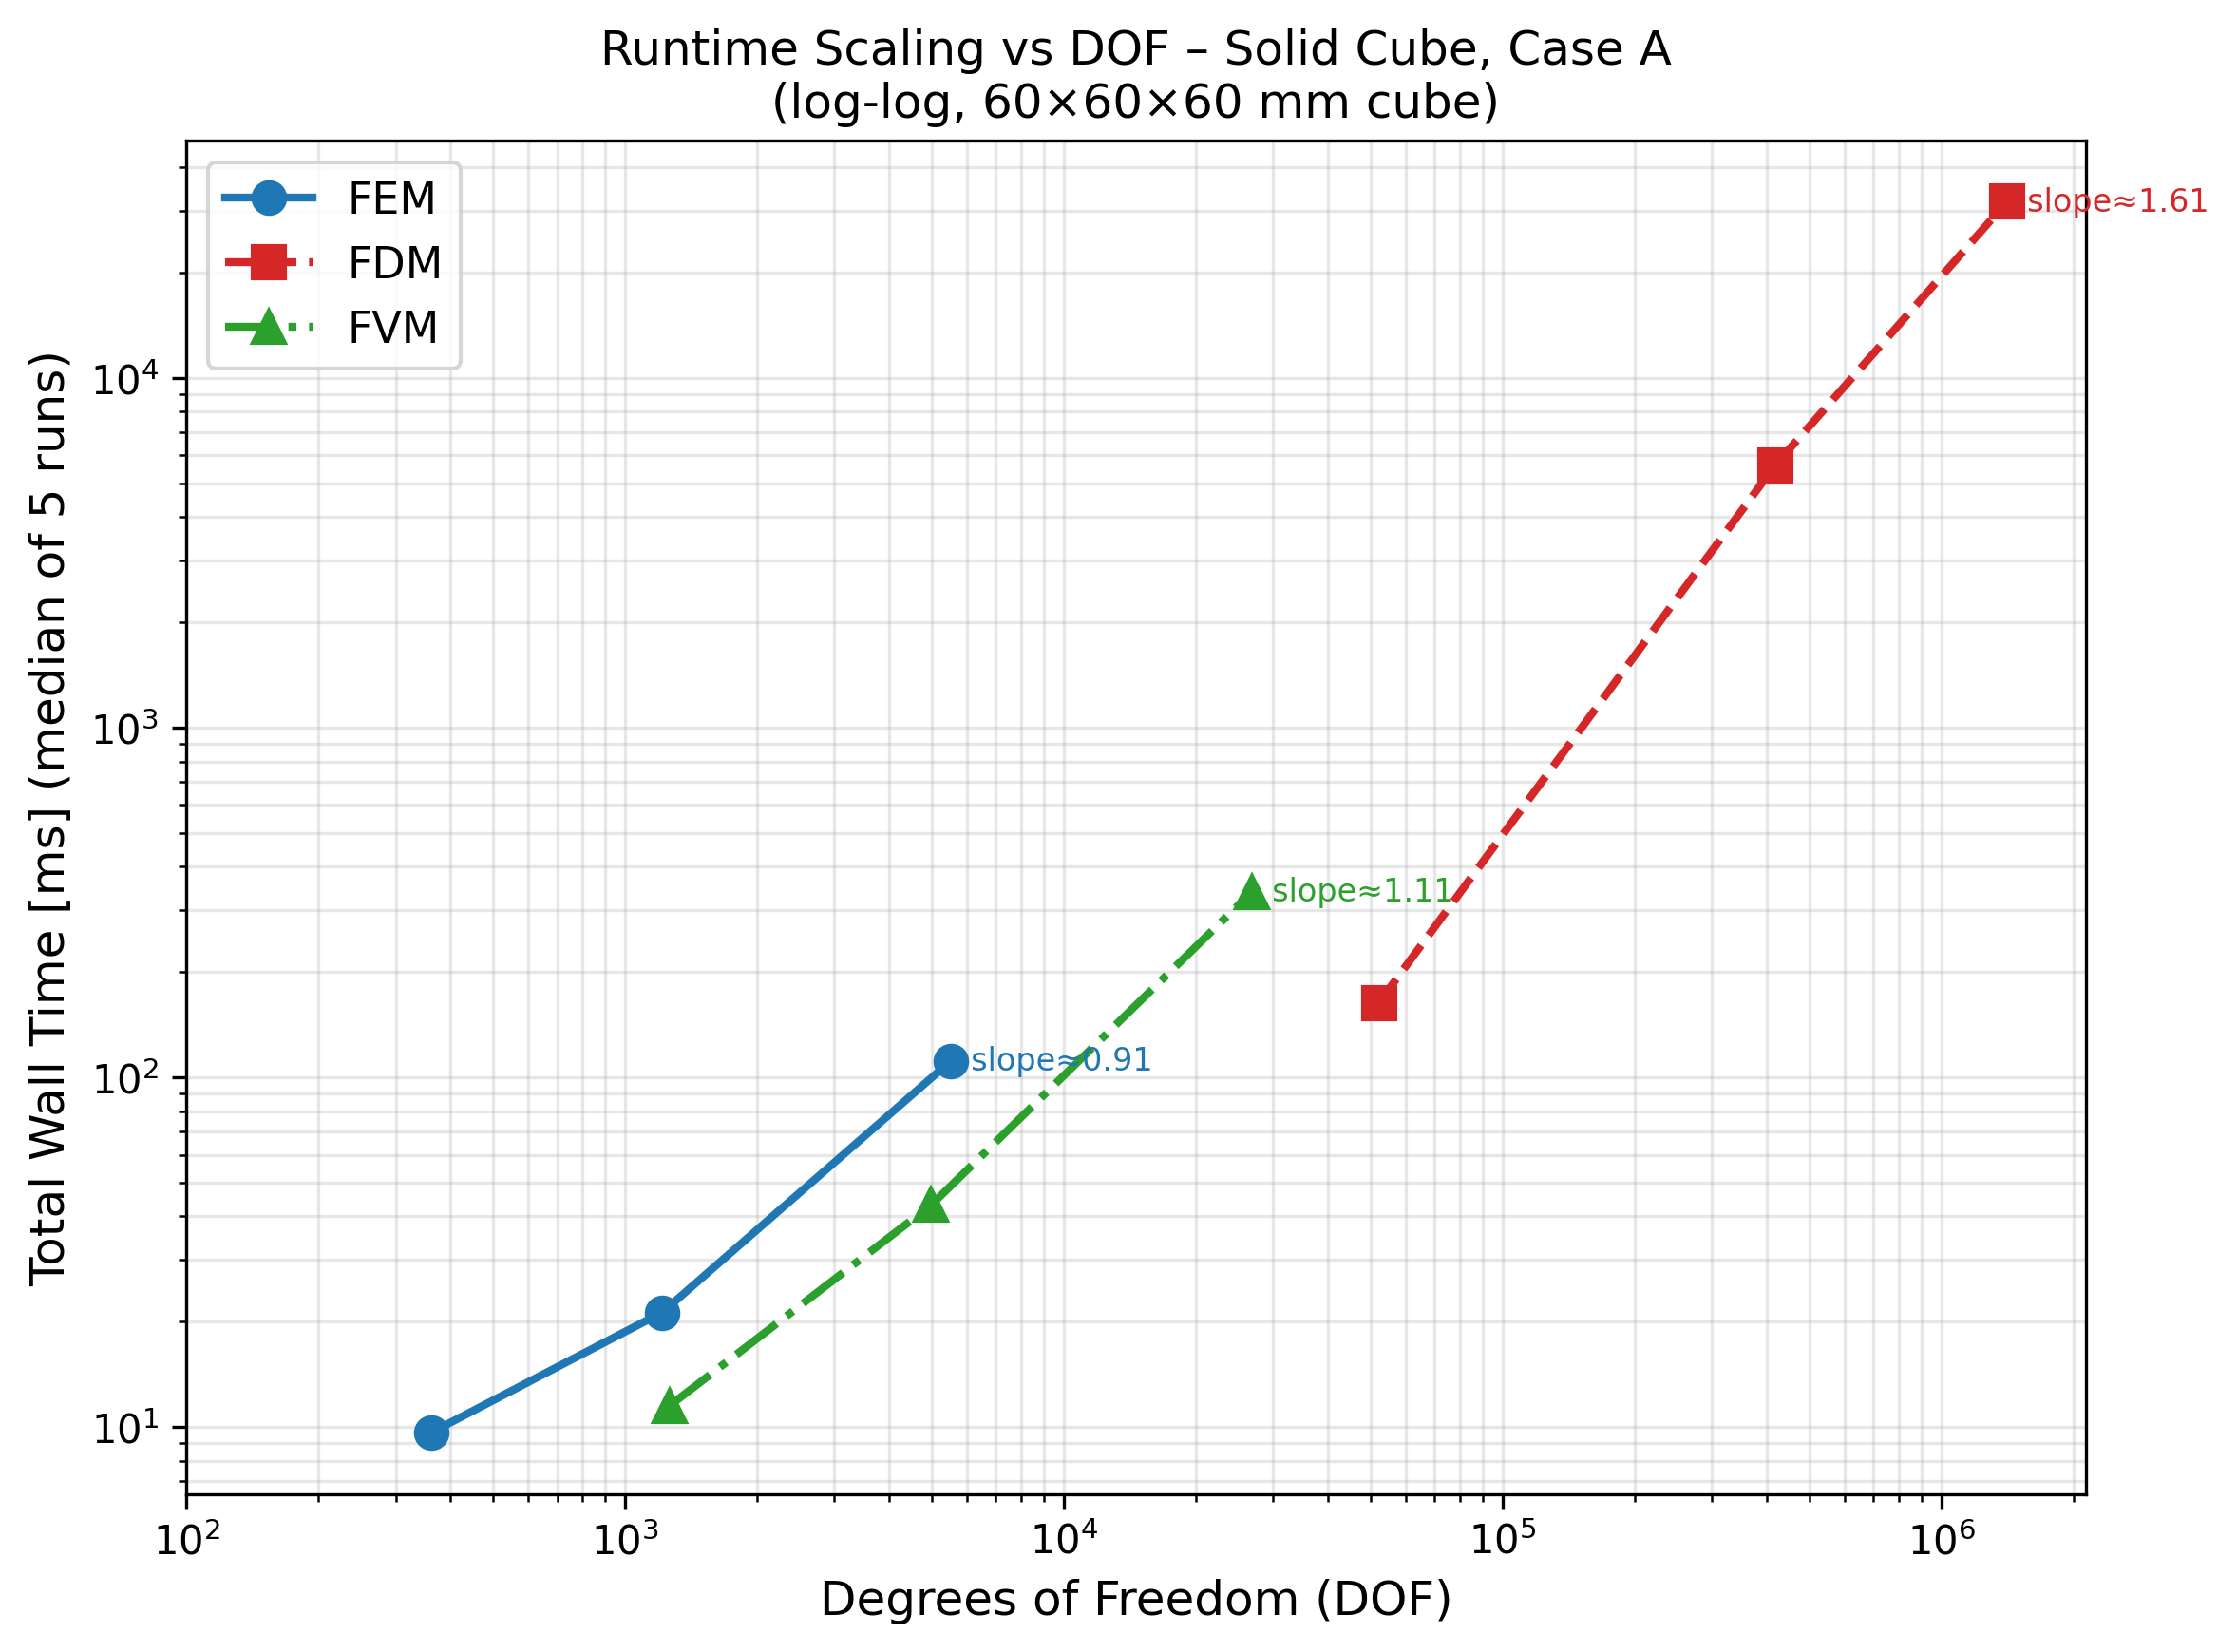 Runtime Scaling vs DOF – Solid Cube, Case A
(log-log, 60×60×60 mm cube)
FEM
FDM
FVM
slope≈1.61
slope≈1.11
slope≈0.91
Total Wall Time [ms] (median of 5 runs)
10⁴
10³
10²
10¹
10²
10³
10⁴
10⁵
10⁶
Degrees of Freedom (DOF)